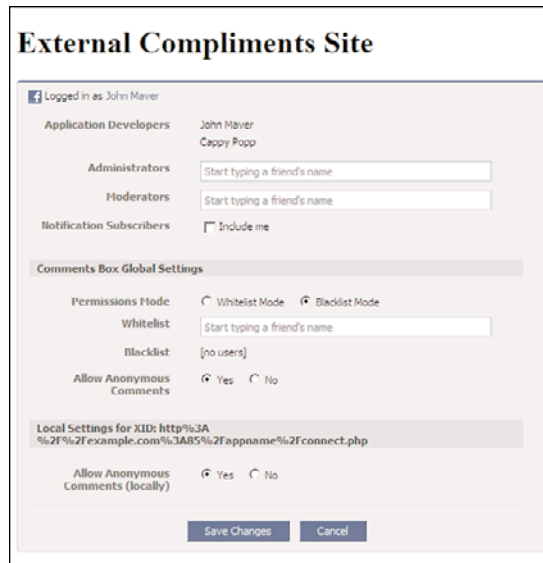 External Compliments Site
Logged in as John Maver
Application Developers John Maver
Cappy Popp
Administrators Start typing a friend's name
Moderators Start typing a friend's name
Notification Subscribers Include me
Comments Box Global Settings
Permissions Mode Whitelist Mode Blacklist Mode
Whitelist Start typing a friend's name
Blacklist [no users]
Allow Anonymous Yes No
Comments
Local Settings for XID: http%3A
%2F%2Fexample.com%3A85%2Fappname%2Fconnect.php
Allow Anonymous Yes No
Comments (locally)
Save Changes Cancel